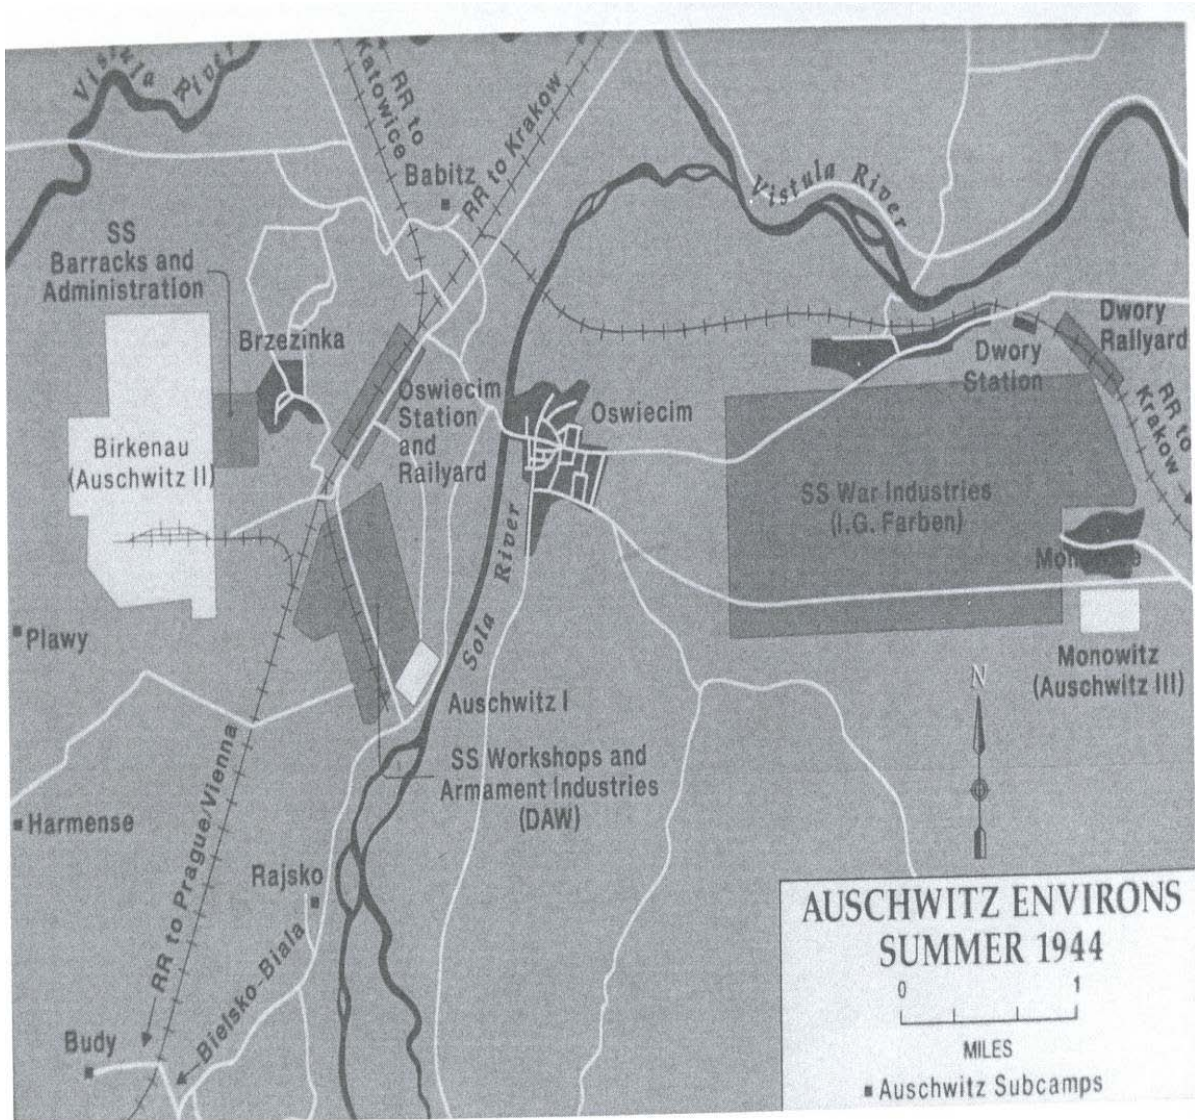 Vistula River
RR to
Katowice
RR to Krakow
Babitz
Vistula River
SS
Barracks and
Administration
Brzezinka
Oswiecim
Station
and
Railyard
Oswiecim
Dwory
Station
Dwory
Railyard
RR to
Krakow
Birkenau
(Auschwitz II)
SS War Industries
(I.G. Farben)
Sola River
Plawy
Monowitz
(Auschwitz III)
N
Auschwitz I
SS Workshops and
Armament Industries
(DAW)
Harmense
RR to Prague/Vienna
Rajsko
Bielsko-Biala
Budy
AUSCHWITZ ENVIRONS
SUMMER 1944
0 1
MILES
Auschwitz Subcamps